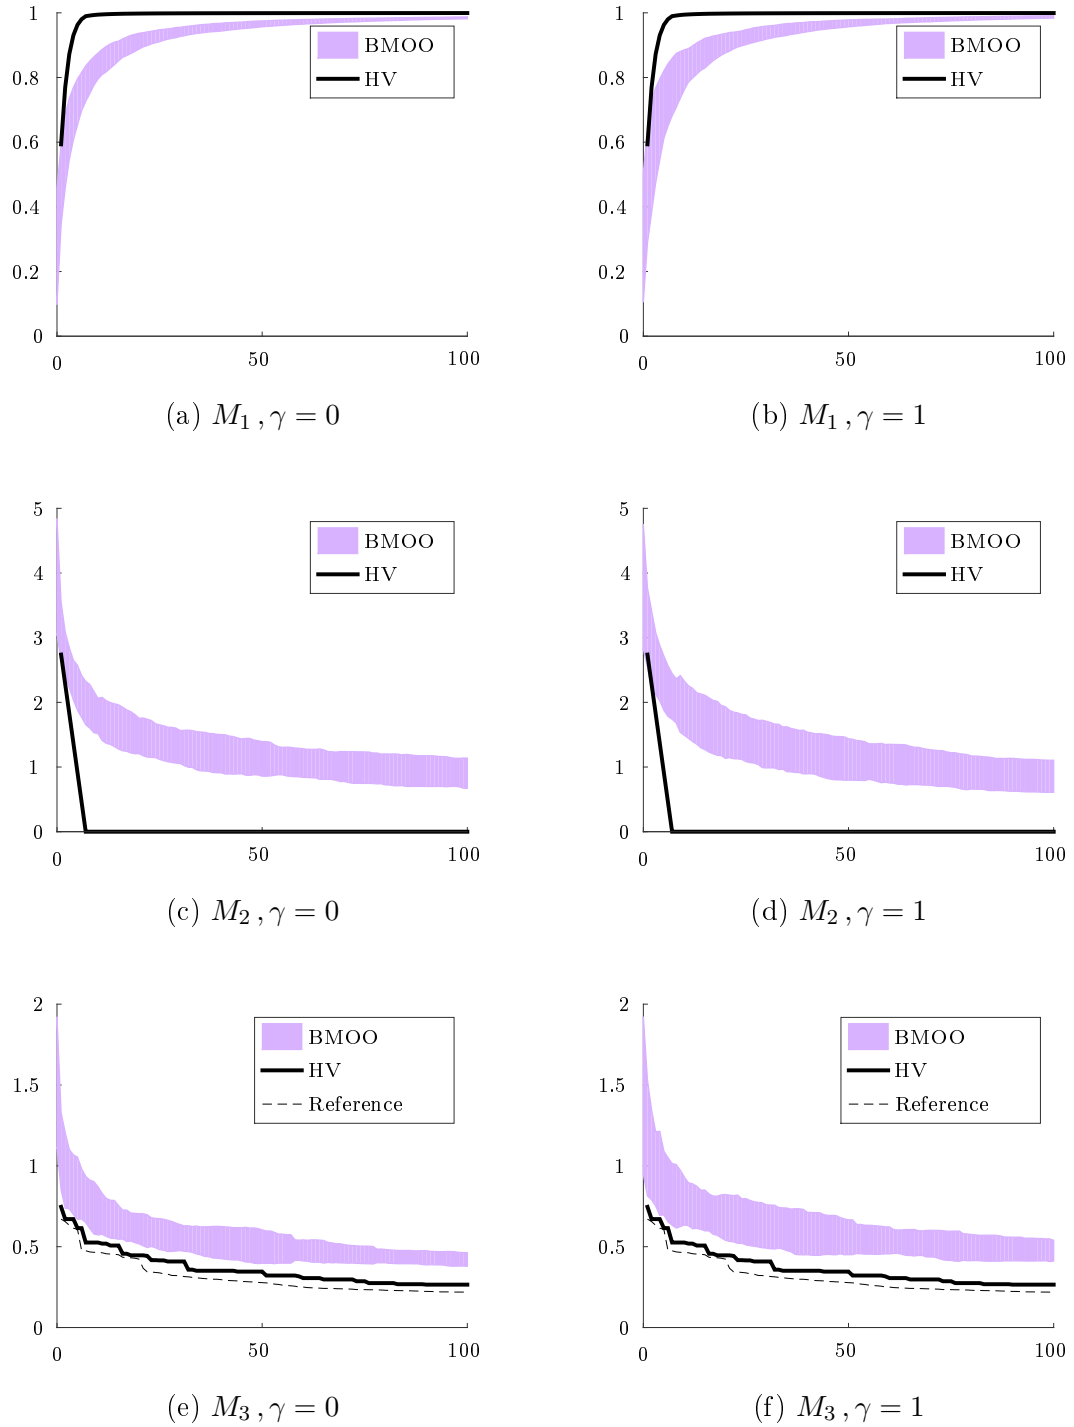 1
0.8
0.6
0.4
0.2
0
0
50
100
BMOO
HV
(a) M₁, γ = 0
1
0.8
0.6
0.4
0.2
0
0
50
100
BMOO
HV
(b) M₁, γ = 1
5
4
3
2
1
0
0
50
100
BMOO
HV
(c) M₂, γ = 0
5
4
3
2
1
0
0
50
100
BMOO
HV
(d) M₂, γ = 1
2
1.5
1
0.5
0
0
50
100
BMOO
HV
Reference
(e) M₃, γ = 0
2
1.5
1
0.5
0
0
50
100
BMOO
HV
Reference
(f) M₃, γ = 1